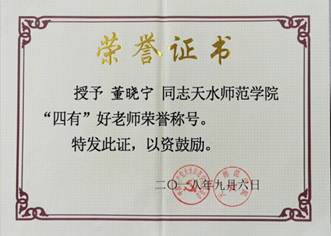 荣誉证书
授予 董晓宁 同志天水师范学院
“四有”好老师荣誉称号。
特发此证，以资鼓励。
二〇一八年九月六日